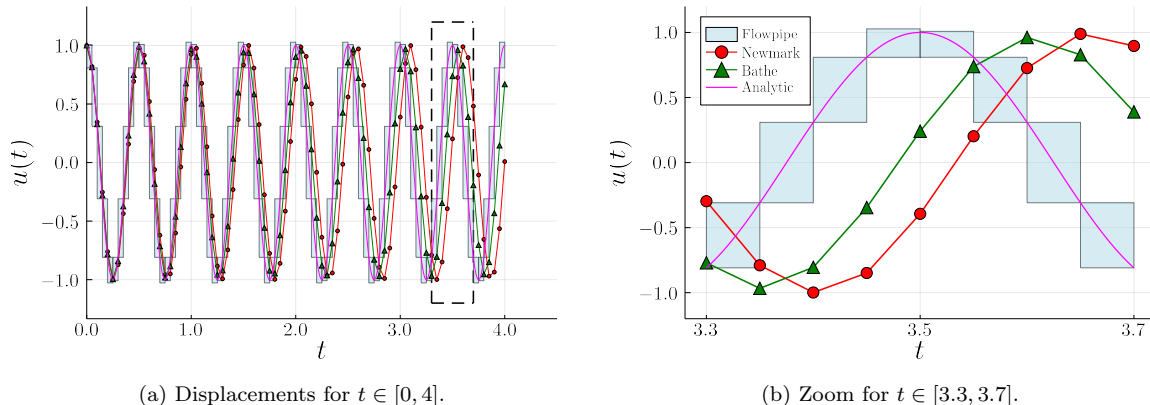 u(t)
1.0
0.5
0.0
−0.5
−1.0
0.0
1.0
2.0
3.0
4.0
t
(a) Displacements for t ∈ [0, 4].
u(t)
1.0
0.5
0.0
−0.5
−1.0
Flowpipe
Newmark
Bathe
Analytic
3.3
3.5
3.7
t
(b) Zoom for t ∈ [3.3, 3.7].